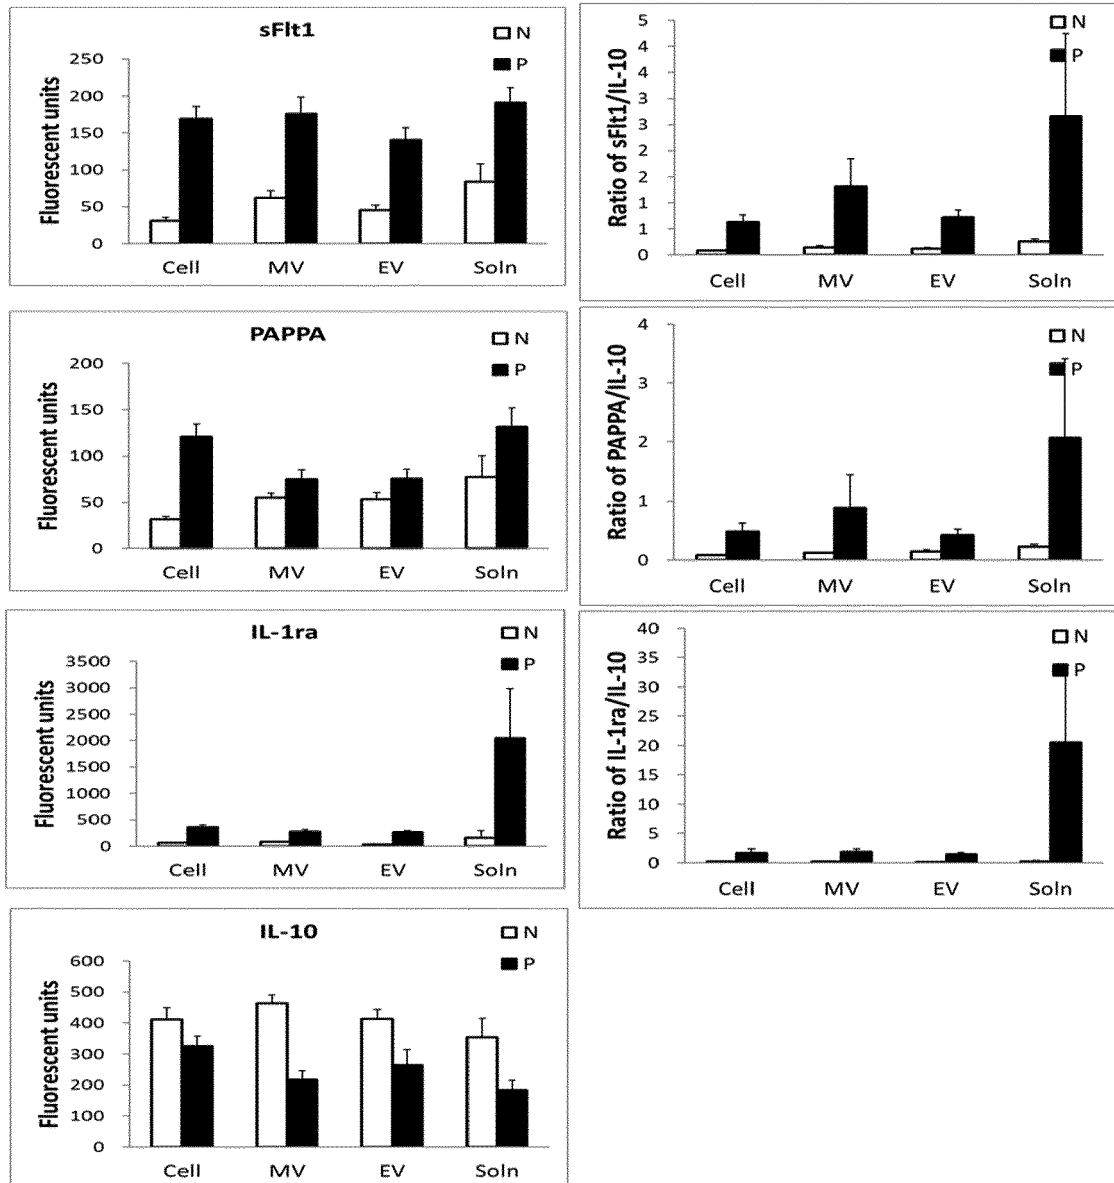 sFlt1
N
P
Fluorescent units
250
200
150
100
50
0
Cell MV EV Soln
N
P
Ratio of sFlt1/IL-10
5
4
4
3
3
2
2
1
1
0
Cell MV EV Soln
PAPPA
N
P
Fluorescent units
200
150
100
50
0
Cell MV EV Soln
N
P
Ratio of PAPPA/IL-10
4
3
2
1
0
Cell MV EV Soln
IL-1ra
N
P
Fluorescent units
3500
3000
2500
2000
1500
1000
500
0
Cell MV EV Soln
N
P
Ratio of IL-1ra/IL-10
40
35
30
25
20
15
10
5
0
Cell MV EV Soln
IL-10
N
P
Fluorescent units
600
500
400
300
200
100
0
Cell MV EV Soln